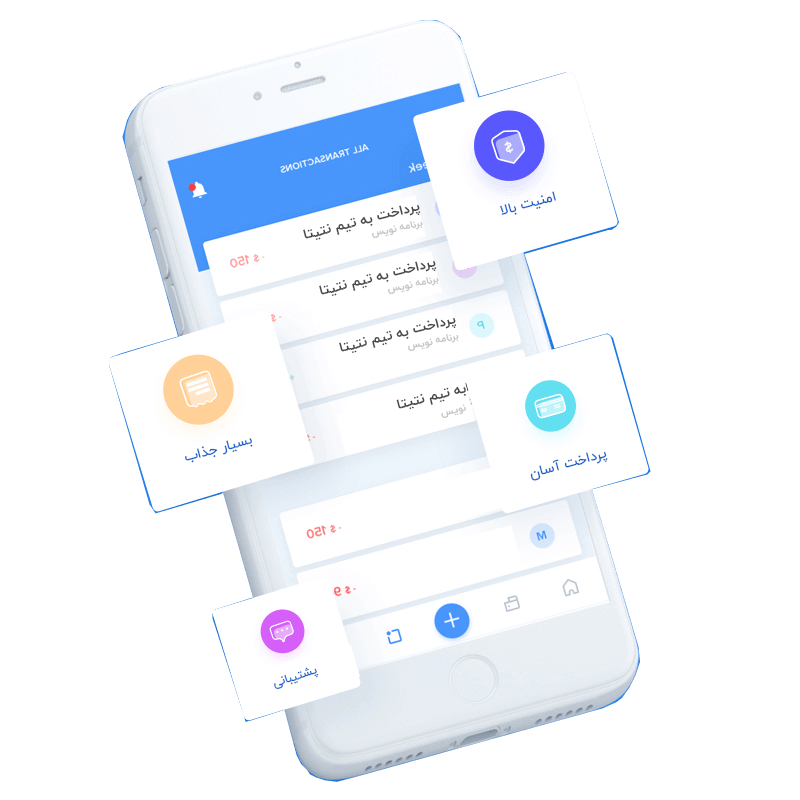 ALL TRANSACTIONS
eek
امنیت بالا
پرداخت به تیم نتیتا
برنامه نویس
- $ 150
پرداخت به تیم نتیتا
برنامه نویس
- $
پرداخت به تیم نتیتا
برنامه نویس
P
به تیم نتیتا
نویس
بسیار جذاب
پرداخت آسان
- $ 150
M
- $ 9
پشتیبانی